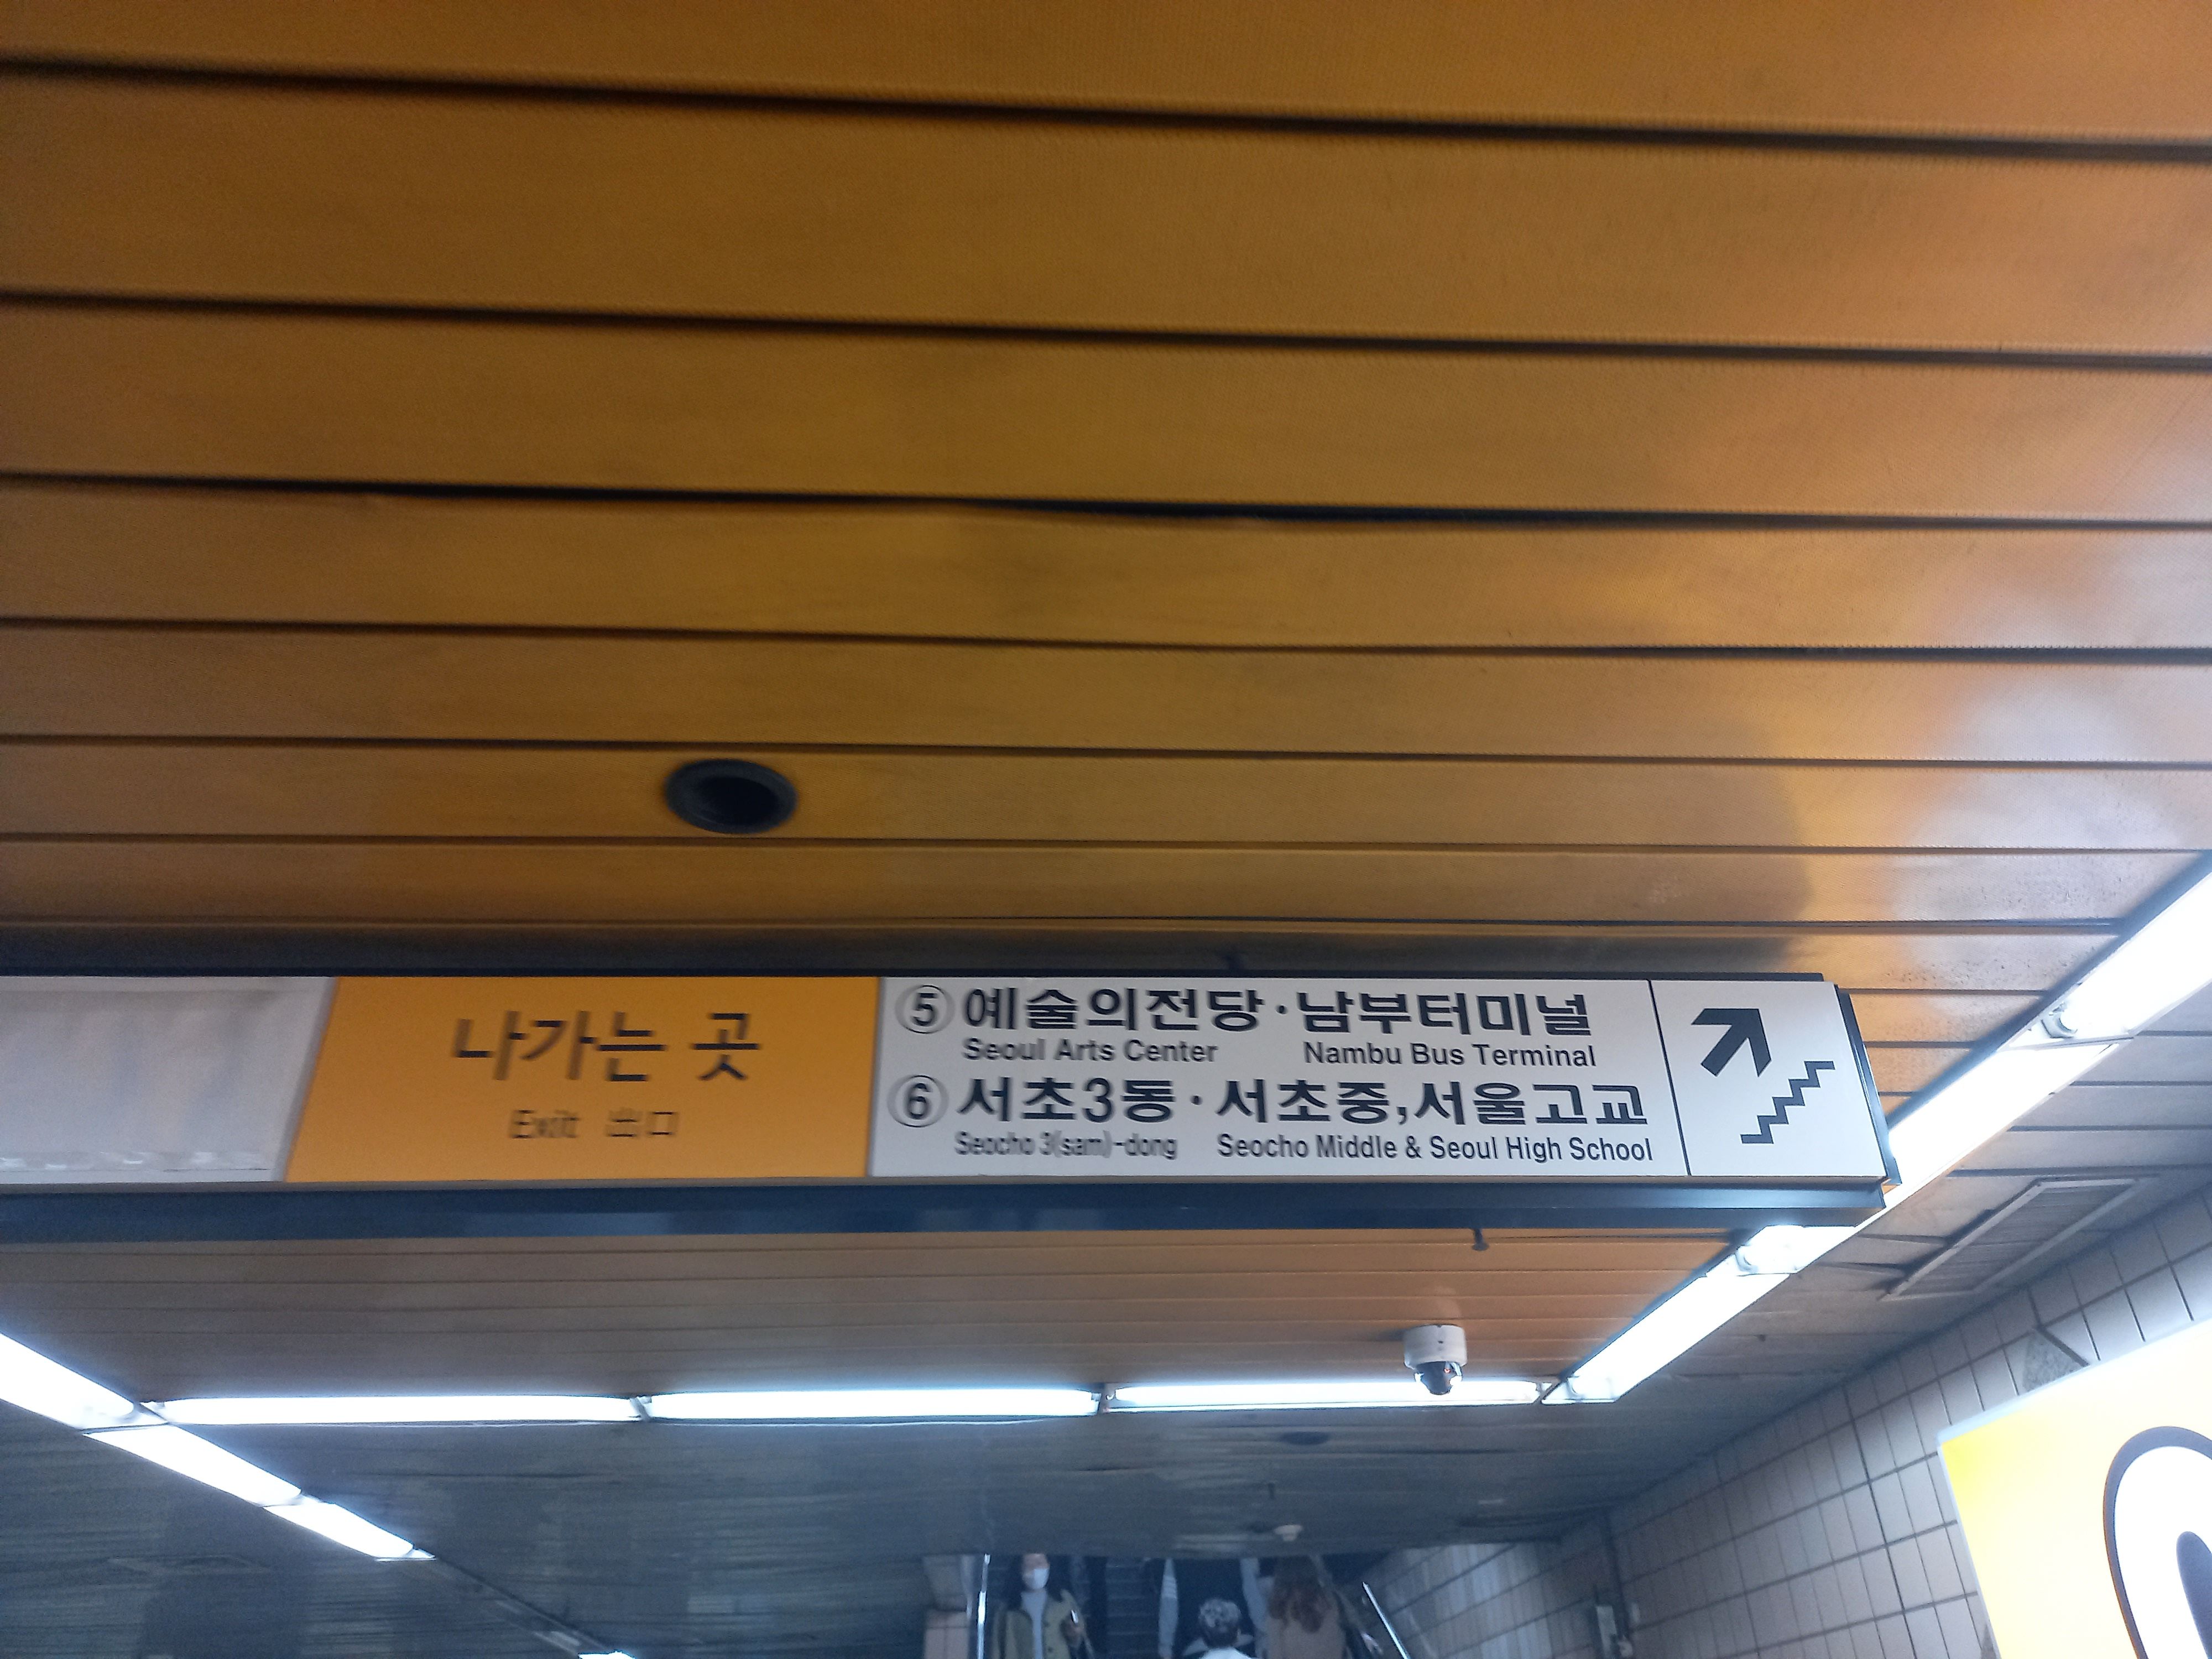 나가는 곳
Exit 出口
⑤ 예술의전당·남부터미널
Seoul Arts Center Nambu Bus Terminal
⑥ 서초3동·서초중,서울고교
Seocho 3(sam)-dong Seocho Middle & Seoul High School